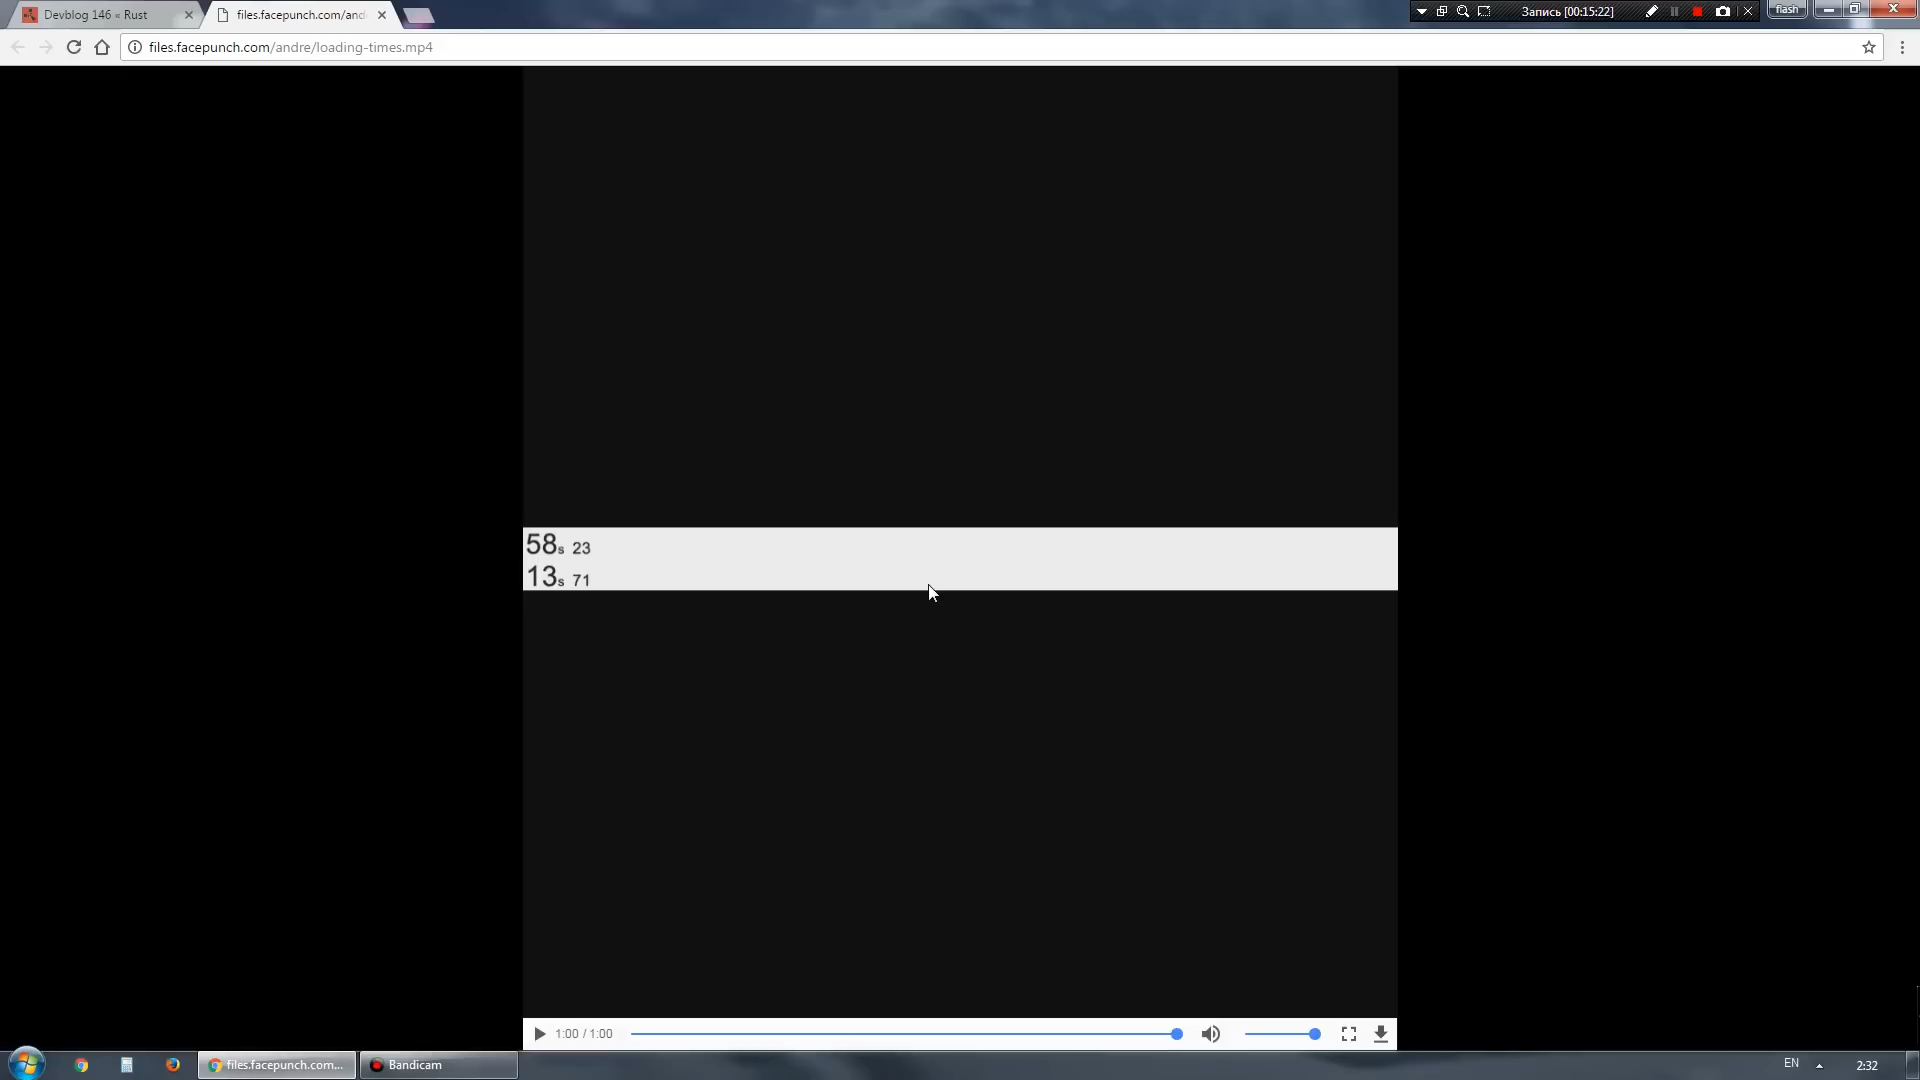 Devblog 146 « Rust
files.facepunch.com/and
Запись [00:15:22]
flash
files.facepunch.com/andre/loading-times.mp4
58s 23
13s 71
1:00 / 1:00
files.facepunch.com...
Bandicam
EN
2:32